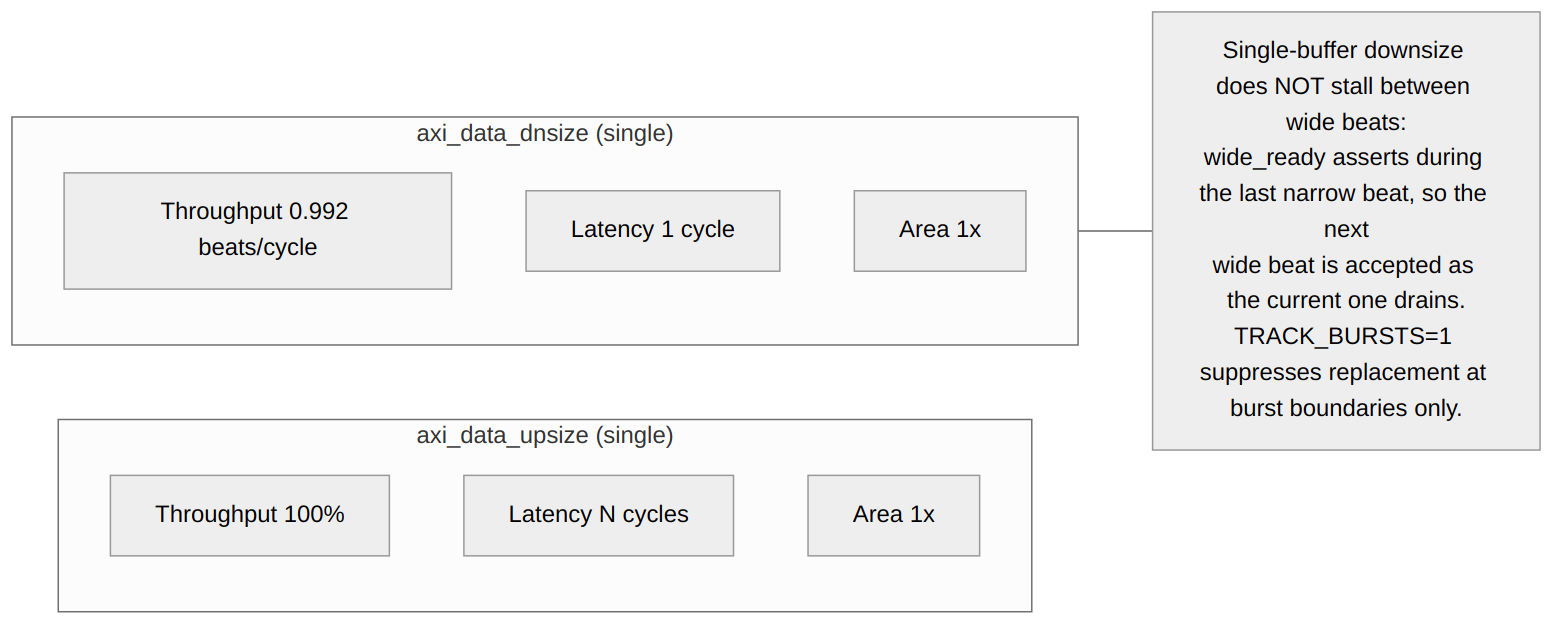 Single-buffer downsize
does NOT stall between
wide beats:
wide_ready asserts during
the last narrow beat, so the
next
wide beat is accepted as
the current one drains.
TRACK_BURSTS=1
suppresses replacement at
burst boundaries only.
axi_data_dnsize (single)
Throughput 0.992
beats/cycle
Latency 1 cycle
Area 1x
axi_data_upsize (single)
Throughput 100%
Latency N cycles
Area 1x